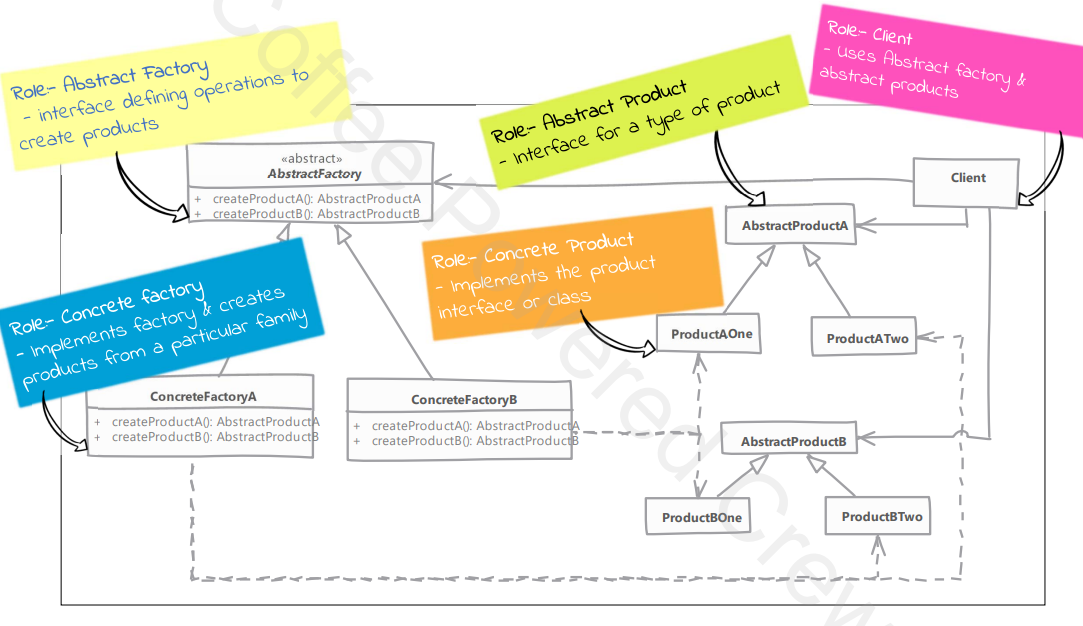 Role:- Abstract Factory
- interface defining operations to
create products
Role:- Abstract Product
- Interface for a type of product
Role:- Client
- Uses Abstract factory &
abstract products
«abstract»
AbstractFactory
+ createProductA(): AbstractProductA
+ createProductB(): AbstractProductB
Client
AbstractProductA
Role:- Concrete Product
- Implements the product
interface or class
Role:- Concrete factory
- Implements factory & creates
products from a particular family
ProductAOne
ProductATwo
ConcreteFactoryA
+ createProductA(): AbstractProductA
+ createProductB(): AbstractProductB
ConcreteFactoryB
+ createProductA(): AbstractProductA
+ createProductB(): AbstractProductB
AbstractProductB
ProductBOne
ProductBTwo
Coffee Powered Crew